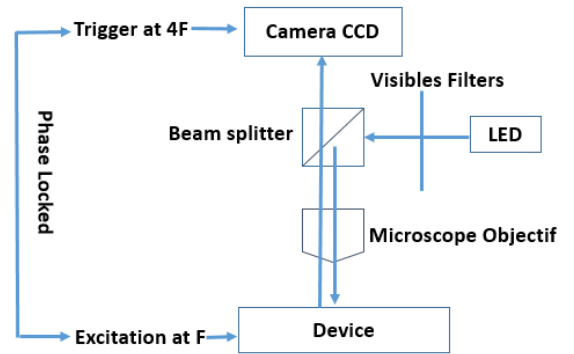 Trigger at 4F
Camera CCD
Visibles Filters
Beam splitter
LED
Phase Locked
Microscope Objectif
Excitation at F
Device